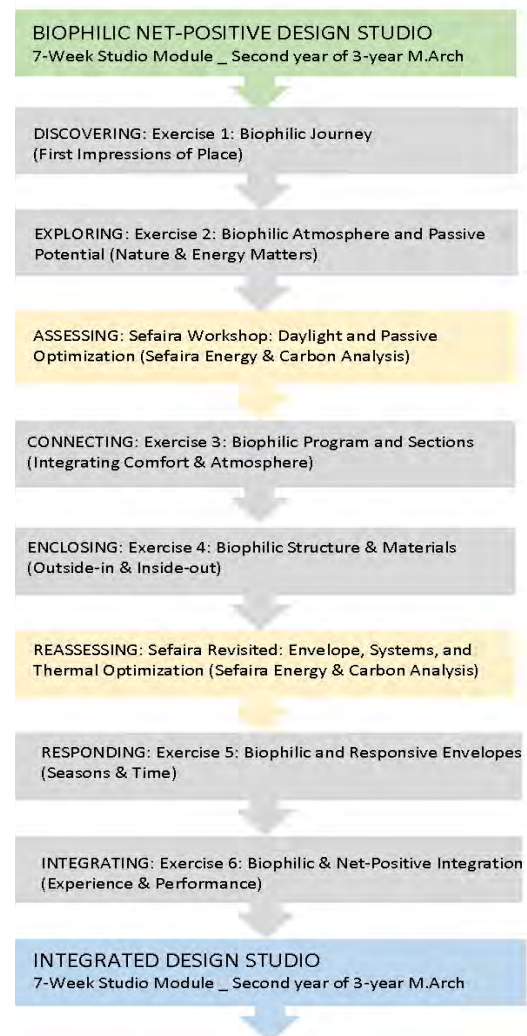 BIOPHILIC NET-POSITIVE DESIGN STUDIO
7-Week Studio Module _ Second year of 3-year M.Arch
DISCOVERING: Exercise 1: Biophilic Journey
(First Impressions of Place)
EXPLORING: Exercise 2: Biophilic Atmosphere and Passive
Potential (Nature & Energy Matters)
ASSESSING: Sefaira Workshop: Daylight and Passive
Optimization (Sefaira Energy & Carbon Analysis)
CONNECTING: Exercise 3: Biophilic Program and Sections
(Integrating Comfort & Atmosphere)
ENCLOSING: Exercise 4: Biophilic Structure & Materials
(Outside-in & Inside-out)
REASSESSING: Sefaira Revisited: Envelope, Systems, and
Thermal Optimization (Sefaira Energy & Carbon Analysis)
RESPONDING: Exercise 5: Biophilic and Responsive Envelopes
(Seasons & Time)
INTEGRATING: Exercise 6: Biophilic & Net-Positive Integration
(Experience & Performance)
INTEGRATED DESIGN STUDIO
7-Week Studio Module _ Second year of 3-year M.Arch